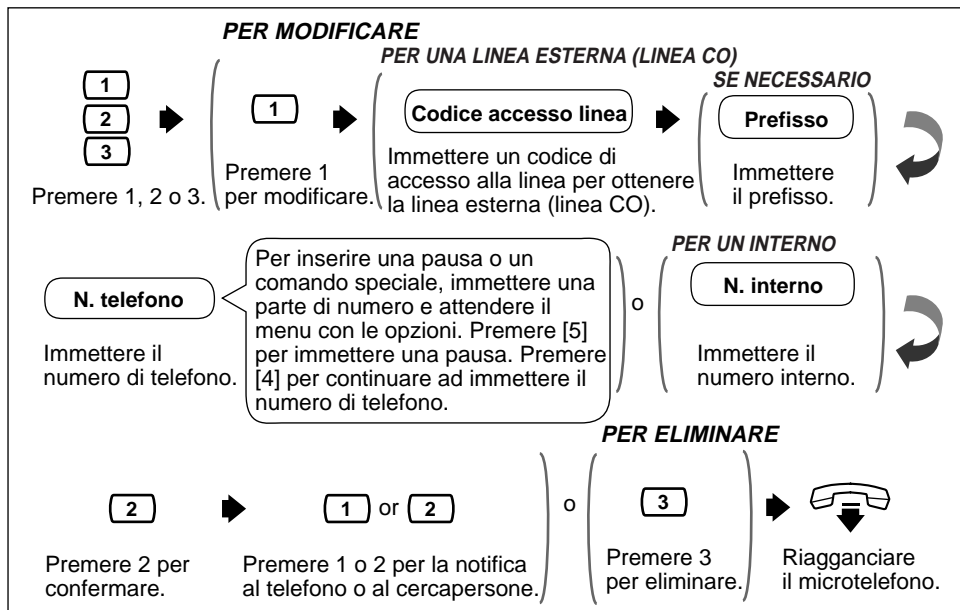 PER MODIFICARE
PER UNA LINEA ESTERNA (LINEA CO)
SE NECESSARIO
1
2
3
Premere 1, 2 o 3.
1
Premere 1
per modificare.
Codice accesso linea
Immettere un codice di
accesso alla linea per ottenere
la linea esterna (linea CO).
Prefisso
Immettere
il prefisso.
N. telefono
Immettere il
numero di telefono.
Per inserire una pausa o un
comando speciale, immettere una
parte di numero e attendere il
menu con le opzioni. Premere [5]
per immettere una pausa. Premere
[4] per continuare ad immettere il
numero di telefono.
o
PER UN INTERNO
N. interno
Immettere il
numero interno.
PER ELIMINARE
2
Premere 2 per
confermare.
1 or 2
Premere 1 o 2 per la notifica
al telefono o al cercapersone.
o
3
Premere 3
per eliminare.
Riagganciare
il microtelefono.